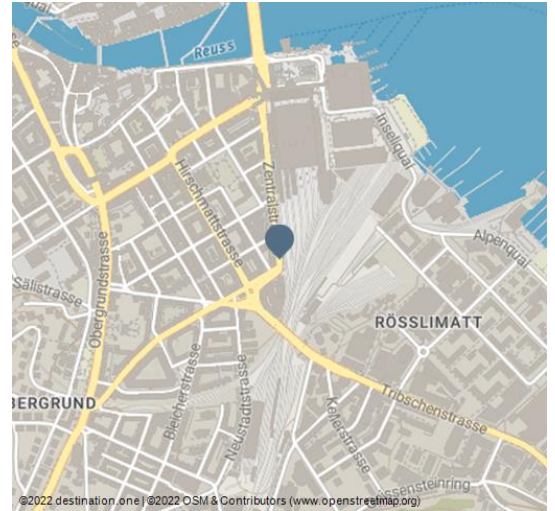 Reuss
Inseliquai
Zentralstr
Hirschmattstrasse
Alpenquai
Obergrundstrasse
Sälistrasse
RÖSSLIMATT
BERGRUND
Bleicherstrasse
Neustadtstrasse
Tribschenstrasse
Kellerstrasse
össensteinring
©2022 destination.one | ©2022 OSM & Contributors (www.openstreetmap.org)